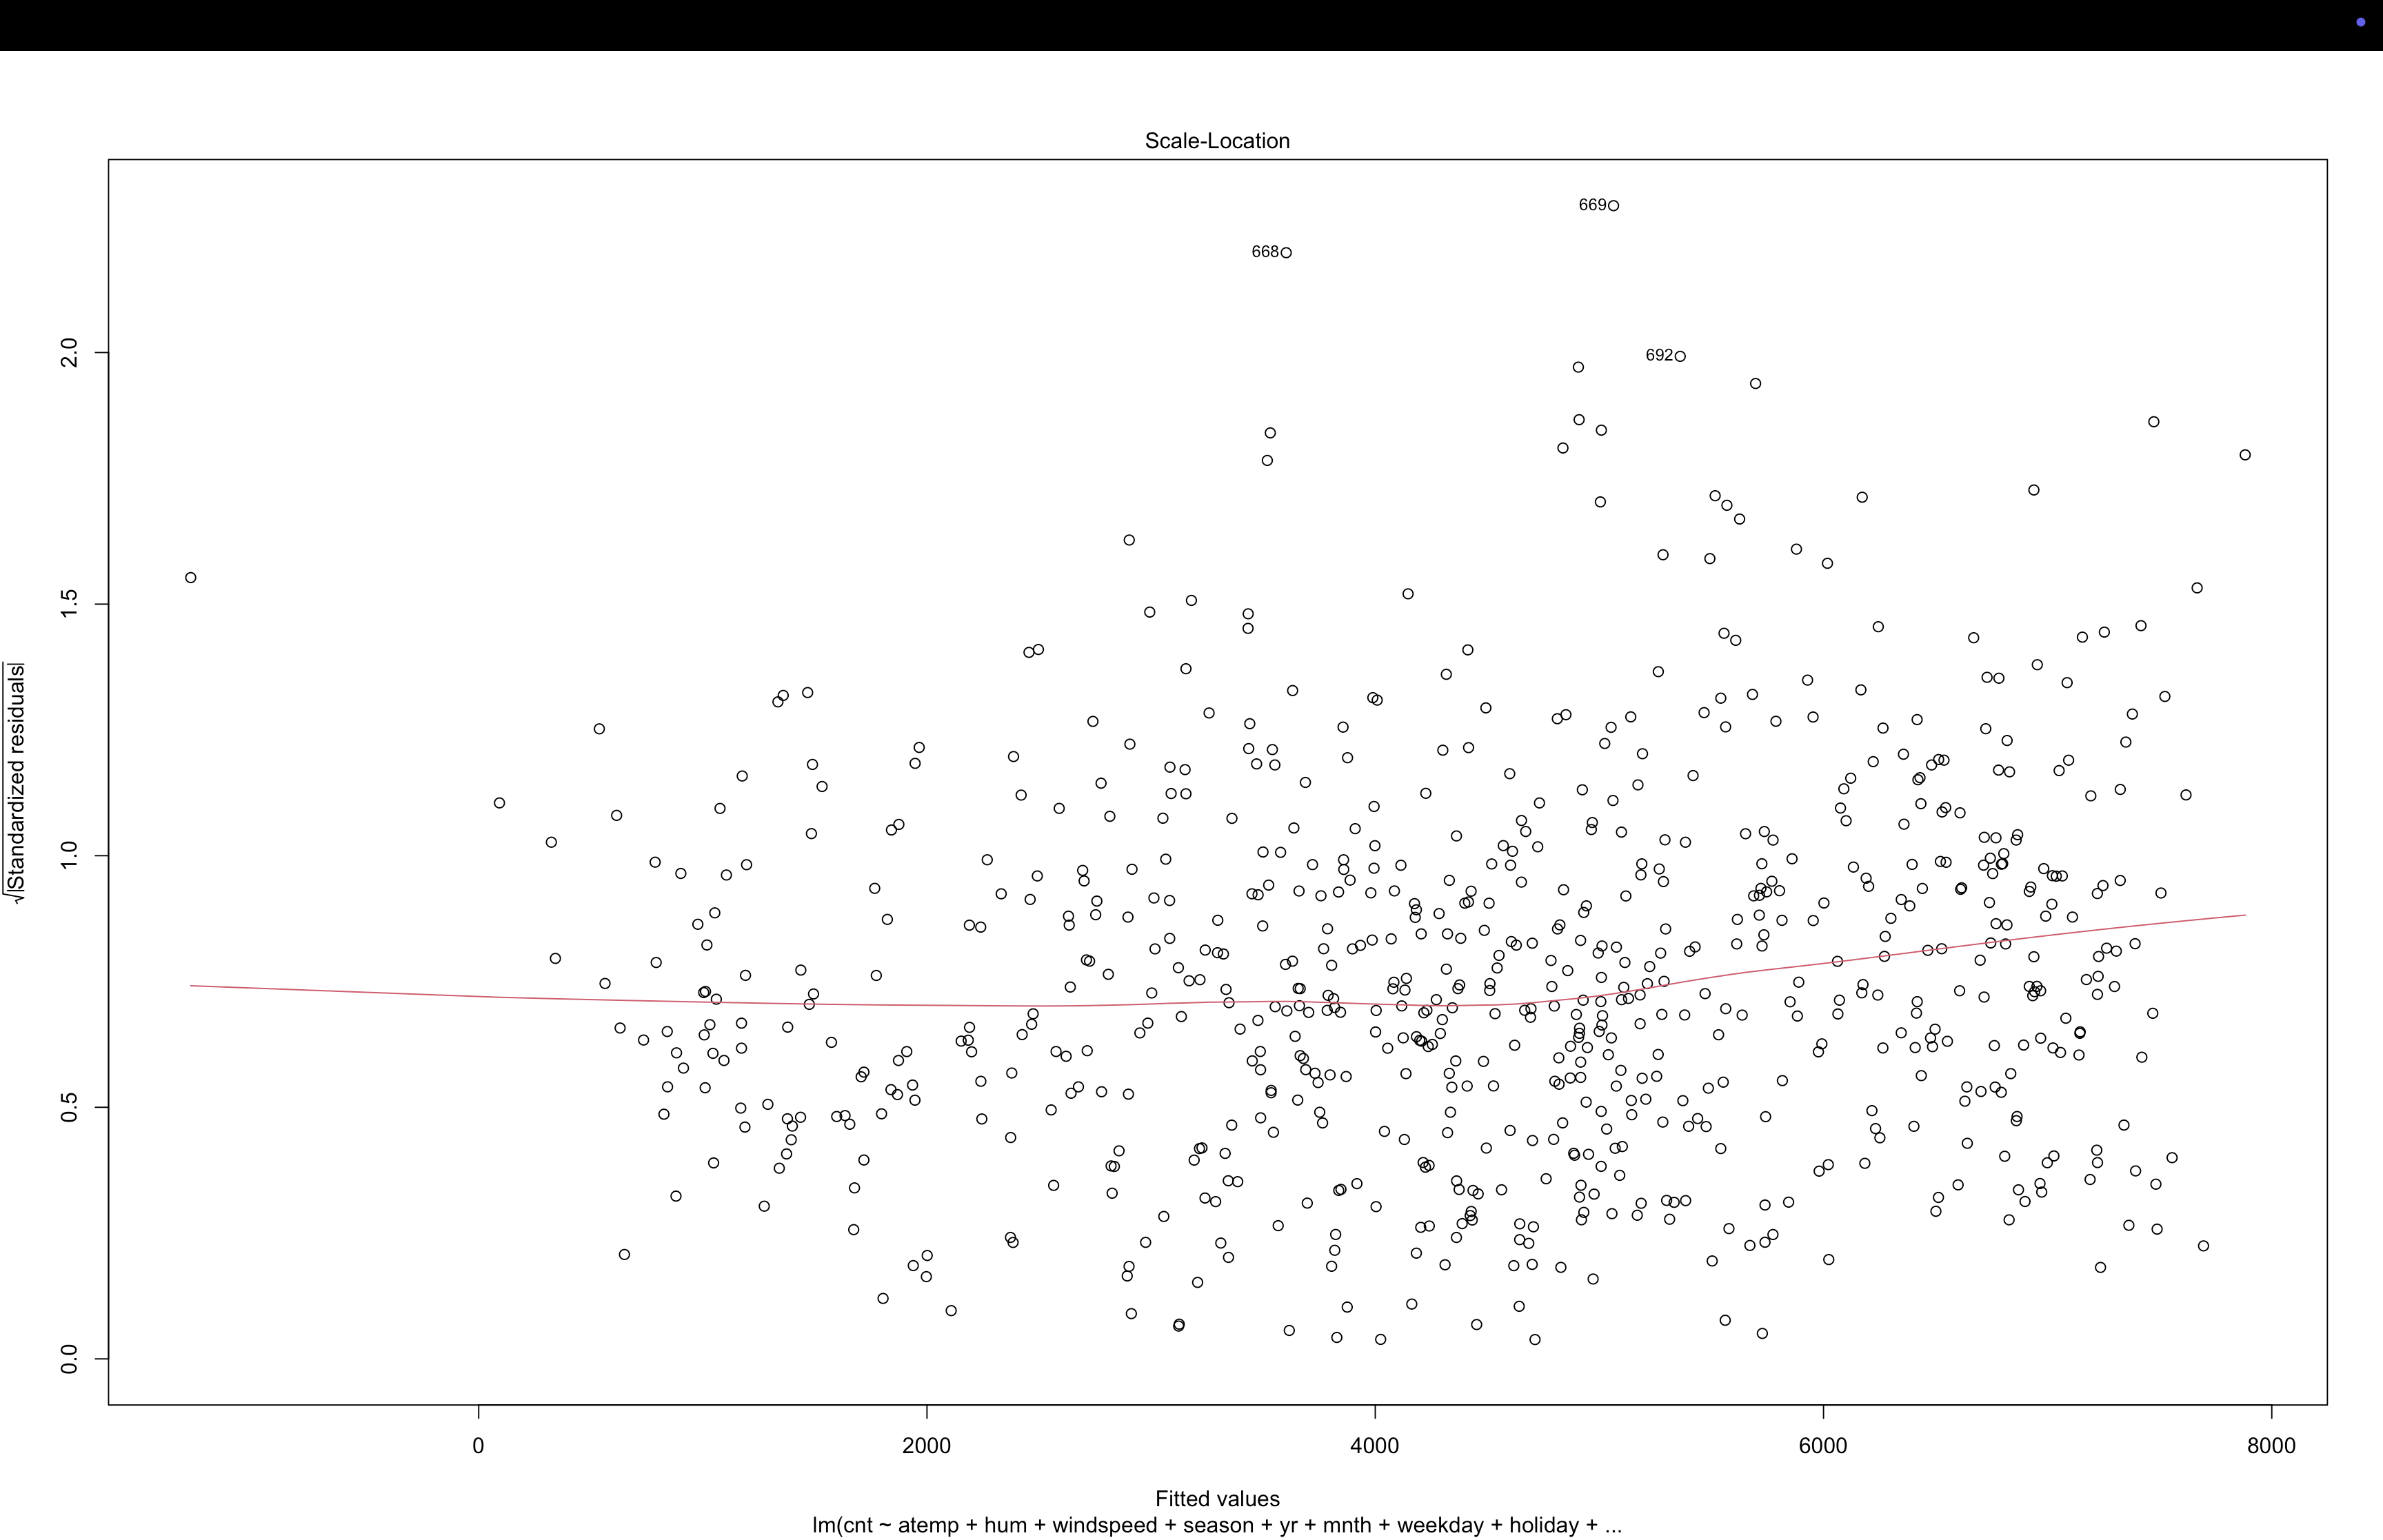 Scale-Location
669
668
692
√|Standardized residuals|
2.0
1.5
1.0
0.5
0.0
0 2000 4000 6000 8000
Fitted values
lm(cnt ~ atemp + hum + windspeed + season + yr + mnth + weekday + holiday + ...